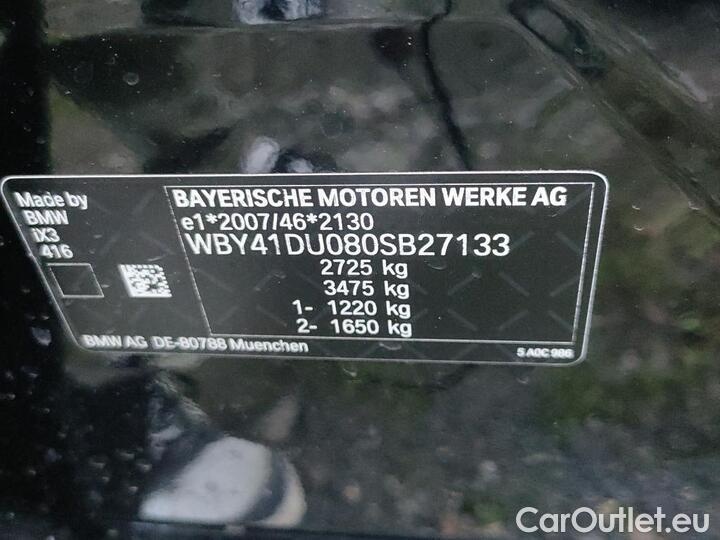 Made by
BMW
iX3
416
BAYERISCHE MOTOREN WERKE AG
e1*2007/46*2130
WBY41DU080SB27133
2725 kg
3475 kg
1- 1220 kg
2- 1650 kg
BMW AG DE-80788 Muenchen
5 A0C 986
CarOutlet.eu